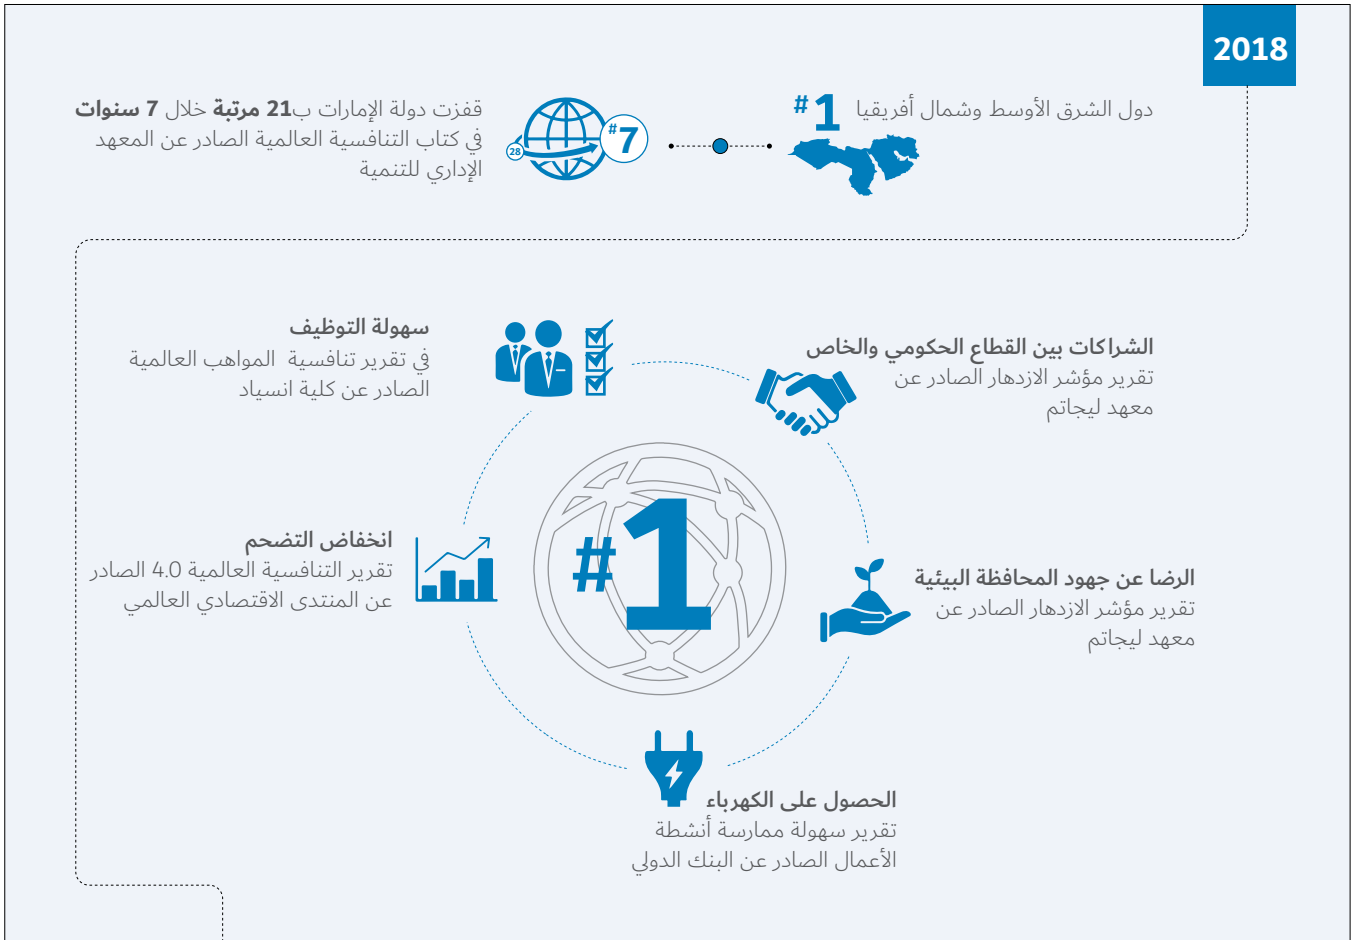 2018
دول الشرق الأوسط وشمال أفريقيا
#1
#7
28
قفزت دولة الإمارات ب21 مرتبة خلال 7 سنوات
في كتاب التنافسية العالمية الصادر عن المعهد
الإداري للتنمية
الشراكات بين القطاع الحكومي والخاص
تقرير مؤشر الازدهار الصادر عن
معهد ليجاتم
سهولة التوظيف
في تقرير تنافسية المواهب العالمية
الصادر عن كلية انسياد
#1
الرضا عن جهود المحافظة البيئية
تقرير مؤشر الازدهار الصادر عن
معهد ليجاتم
انخفاض التضحم
تقرير التنافسية العالمية 4.0 الصادر
عن المنتدى الاقتصادي العالمي
الحصول على الكهرباء
تقرير سهولة ممارسة أنشطة
الأعمال الصادر عن البنك الدولي